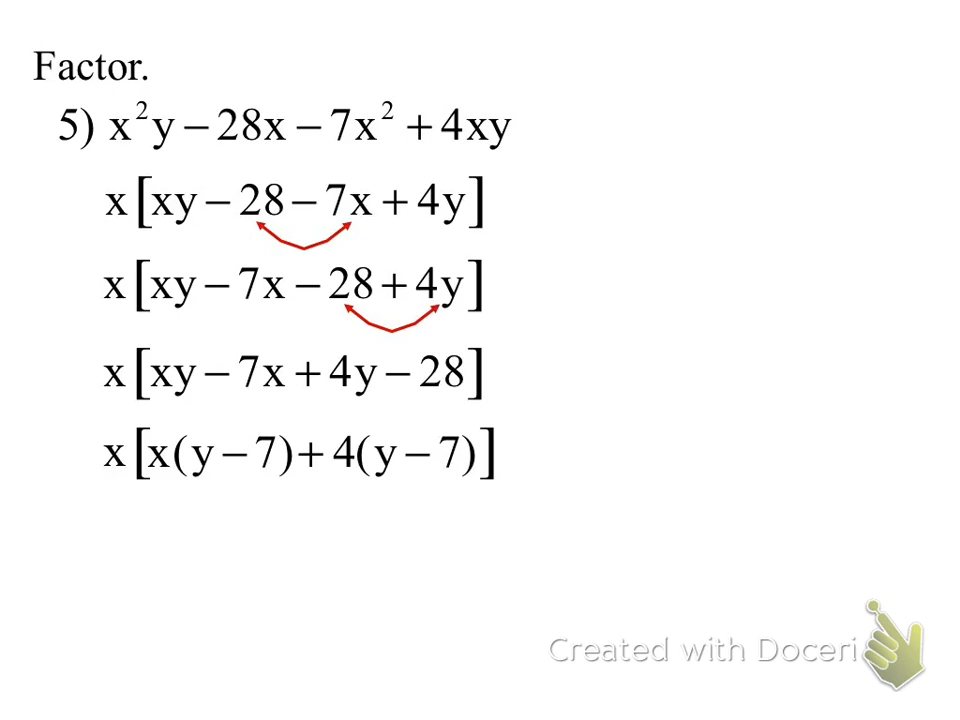 Factor.
5) x²y − 28x − 7x² + 4xy
x[xy − 28 − 7x + 4y]
x[xy − 7x − 28 + 4y]
x[xy − 7x + 4y − 28]
x[x(y − 7) + 4(y − 7)]
Created with Doceri